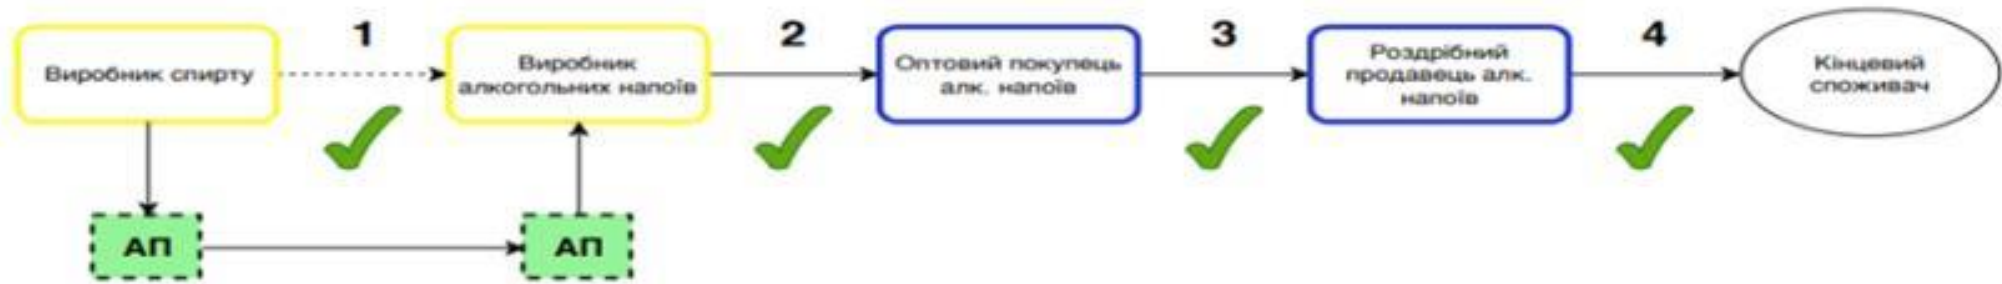 1
2
3
4
Виробник спирту
Виробник
алкогольних напоїв
Оптовий покупець
алк. напоїв
Роздрібний
продавець алк.
напоїв
Кінцевий
споживач
АП
АП